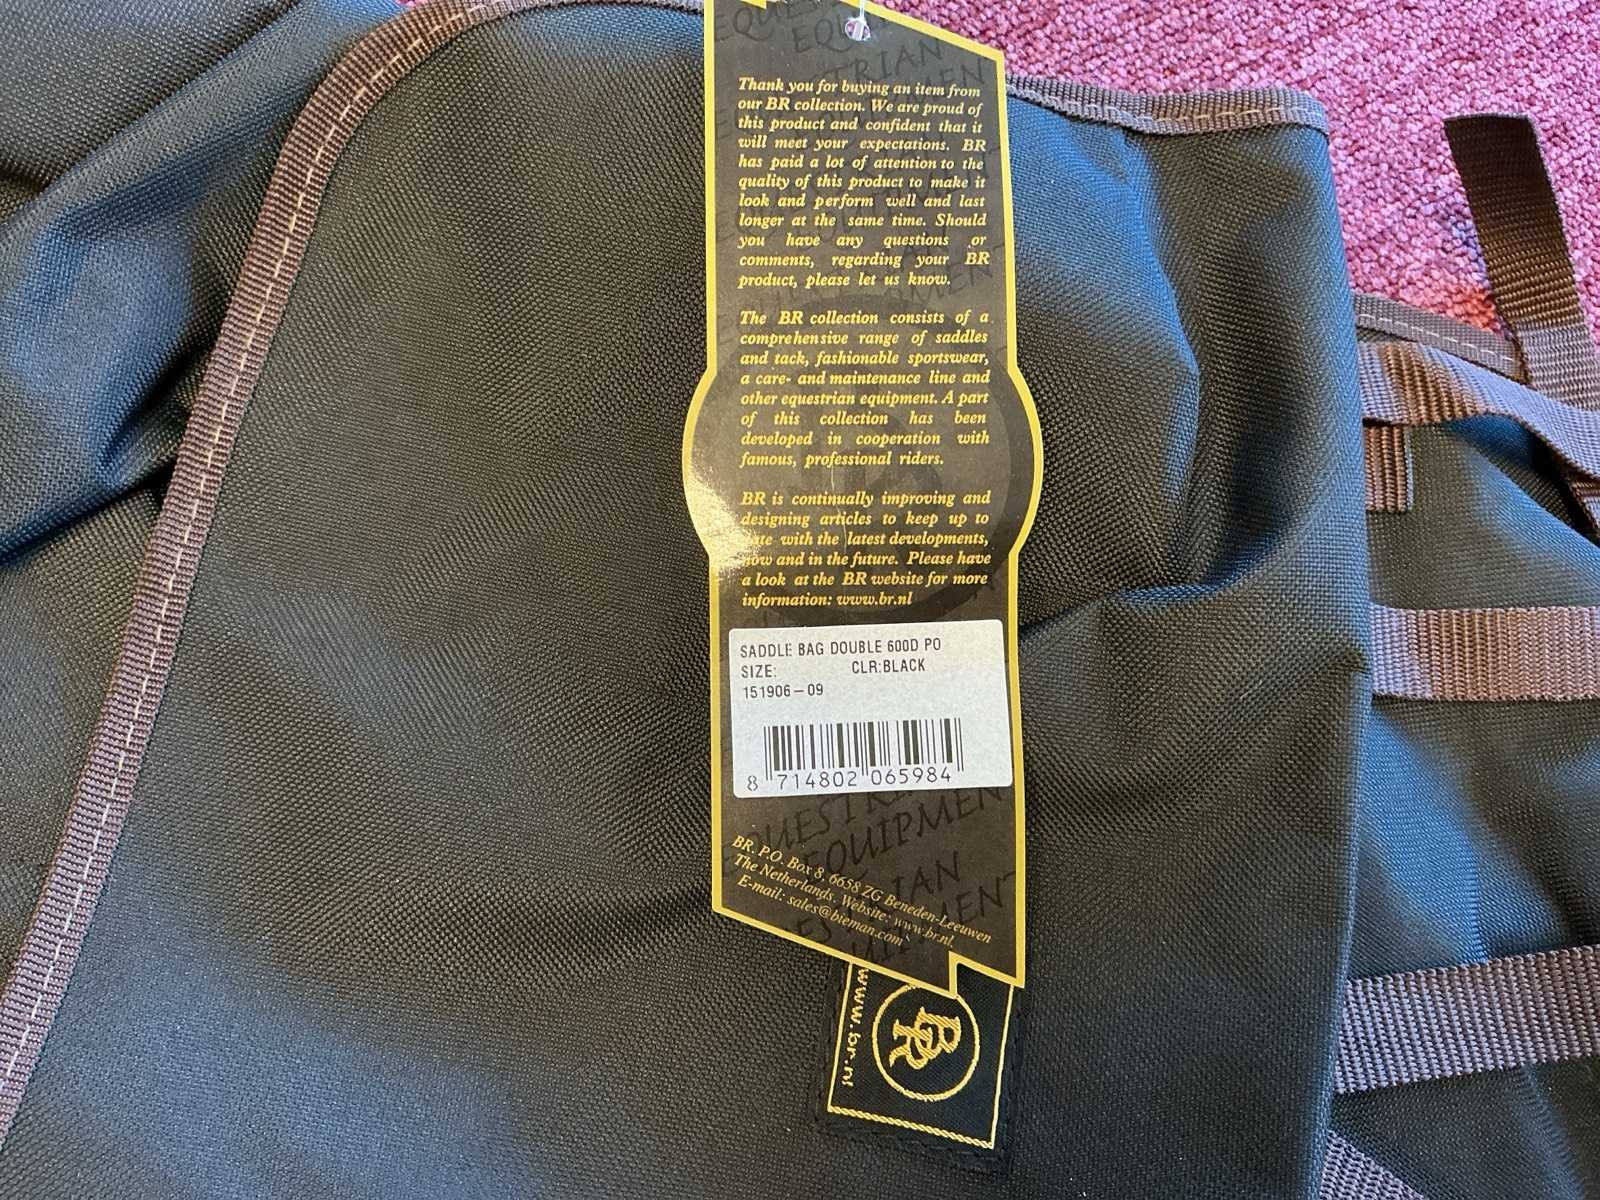 Thank you for buying an item from
our BR collection. We are proud of
this product and confident that it
will meet your expectations. BR
has paid a lot of attention to the
quality of this product to make it
look and perform well and last
longer at the same time. Should
you have any questions or
comments, regarding your BR
product, please let us know.
The BR collection consists of a
comprehensive range of saddles
and tack, fashionable sportswear,
a care- and maintenance line and
other equestrian equipment. A part
of this collection has been
developed in cooperation with
famous, professional riders.
BR is continually improving and
designing articles to keep up to
date with the latest developments,
now and in the future. Please have
a look at the BR website for more
information: www.br.nl
SADDLE BAG DOUBLE 600D PO
SIZE: CLR:BLACK
151906-09
8 714802 065984
EQUESTRIAN
EQUIPMENT
BR. P.O. Box 8, 6658 ZG Beneden-Leeuwen
The Netherlands. Website: www.br.nl,
E-mail: sales@bieman.com
BR
www.br.nl